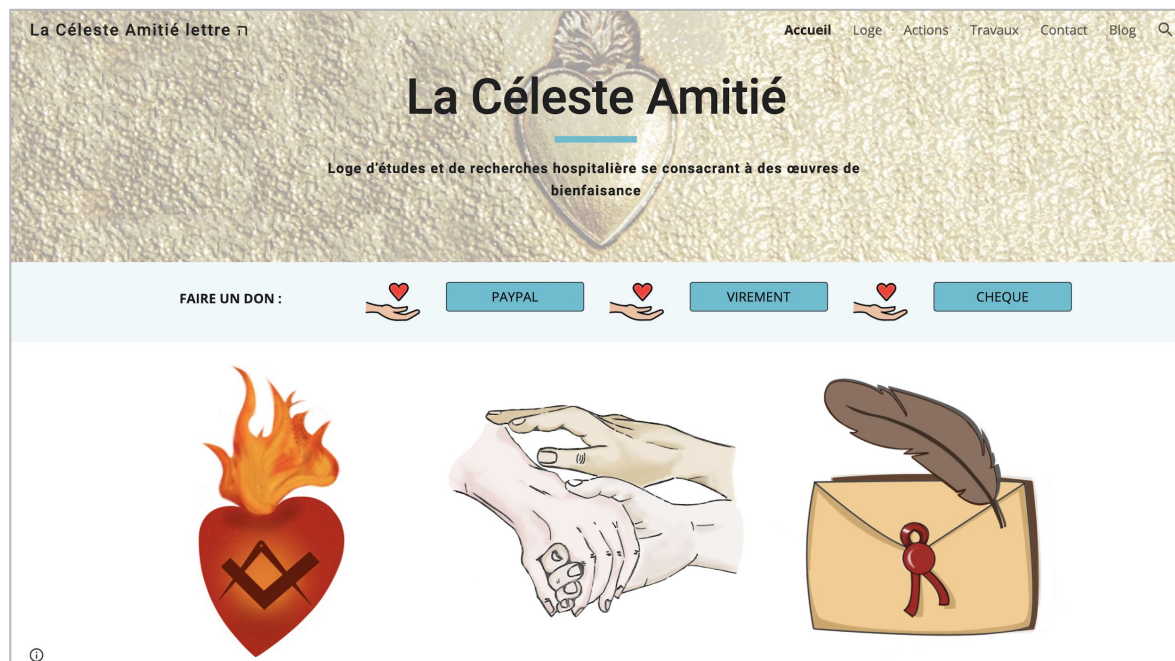 La Céleste Amitié lettre ה
Accueil Loge Actions Travaux Contact Blog
La Céleste Amitié
Loge d'études et de recherches hospitalière se consacrant à des œuvres de
bienfaisance
FAIRE UN DON :
PAYPAL
VIREMENT
CHEQUE